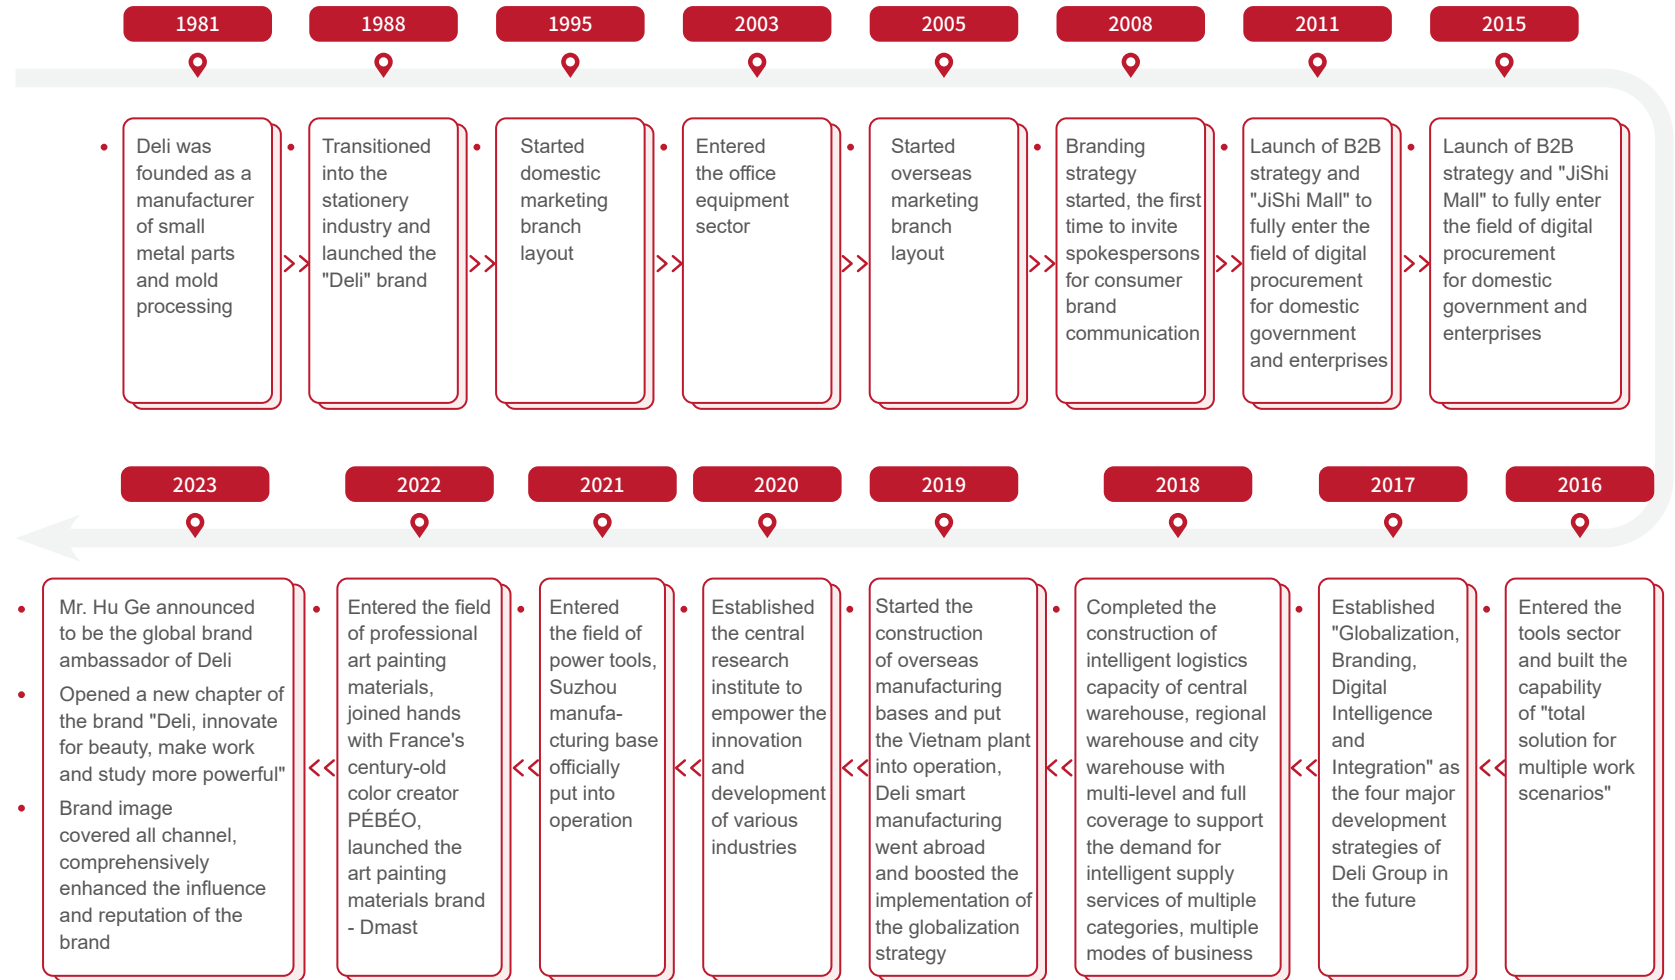 1981
1988
1995
2003
2005
2008
2011
2015
Deli was
founded as a
manufacturer
of small
metal parts
and mold
processing
Transitioned
into the
stationery
industry and
launched the
"Deli" brand
Started
domestic
marketing
branch
layout
Entered
the office
equipment
sector
Started
overseas
marketing
branch
layout
Branding
strategy
started, the first
time to invite
spokespersons
for consumer
brand
communication
Launch of B2B
strategy and
"JiShi Mall" to
fully enter the
field of digital
procurement
for domestic
government
and enterprises
Launch of B2B
strategy and "JiShi
Mall" to fully enter
the field of digital
procurement
for domestic
government and
enterprises
2023
2022
2021
2020
2019
2018
2017
2016
Mr. Hu Ge announced
to be the global brand
ambassador of Deli
Opened a new chapter of
the brand "Deli, innovate
for beauty, make work
and study more powerful"
Brand image
covered all channel,
comprehensively
enhanced the influence
and reputation of the
brand
Entered the field
of professional
art painting
materials,
joined hands
with France's
century-old
color creator
PÉBÉO,
launched the
art painting
materials brand
- Dmast
Entered
the field of
power tools,
Suzhou
manufa-
cturing base
officially
put into
operation
Established
the central
research
institute to
empower the
innovation
and
development
of various
industries
Started the
construction
of overseas
manufacturing
bases and put
the Vietnam plant
into operation,
Deli smart
manufacturing
went abroad
and boosted the
implementation of
the globalization
strategy
Completed the
construction of
intelligent logistics
capacity of central
warehouse, regional
warehouse and city
warehouse with
multi-level and full
coverage to support
the demand for
intelligent supply
services of multiple
categories, multiple
modes of business
Established
"Globalization,
Branding,
Digital
Intelligence
and
Integration" as
the four major
development
strategies of
Deli Group in
the future
Entered the
tools sector
and built the
capability
of "total
solution for
multiple work
scenarios"